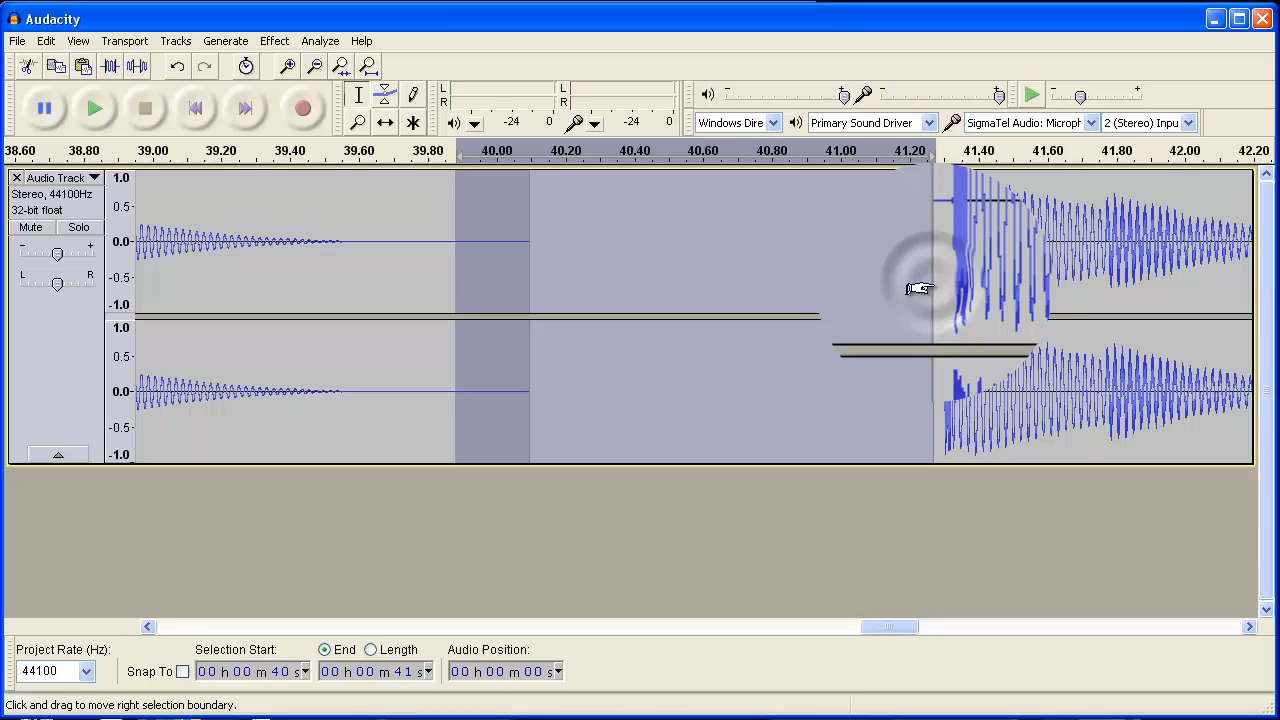 Audacity
File Edit View Transport Tracks Generate Effect Analyze Help
L R -24 0 L R -24 0
Windows Dire Primary Sound Driver SigmaTel Audio: Microph 2 (Stereo) Inpu
38.60 38.80 39.00 39.20 39.40 39.60 39.80 40.00 40.20 40.40 40.60 40.80 41.00 41.20 41.40 41.60 41.80 42.00 42.20
Audio Track 1.0
Stereo, 44100Hz
32-bit float 0.5
Mute Solo
- + 0.0
L R -0.5
-1.0
1.0
0.5
0.0
-0.5
-1.0
Project Rate (Hz): Selection Start: End Length Audio Position:
44100 Snap To 00 h 00 m 40 s 00 h 00 m 41 s 00 h 00 m 00 s
Click and drag to move right selection boundary.